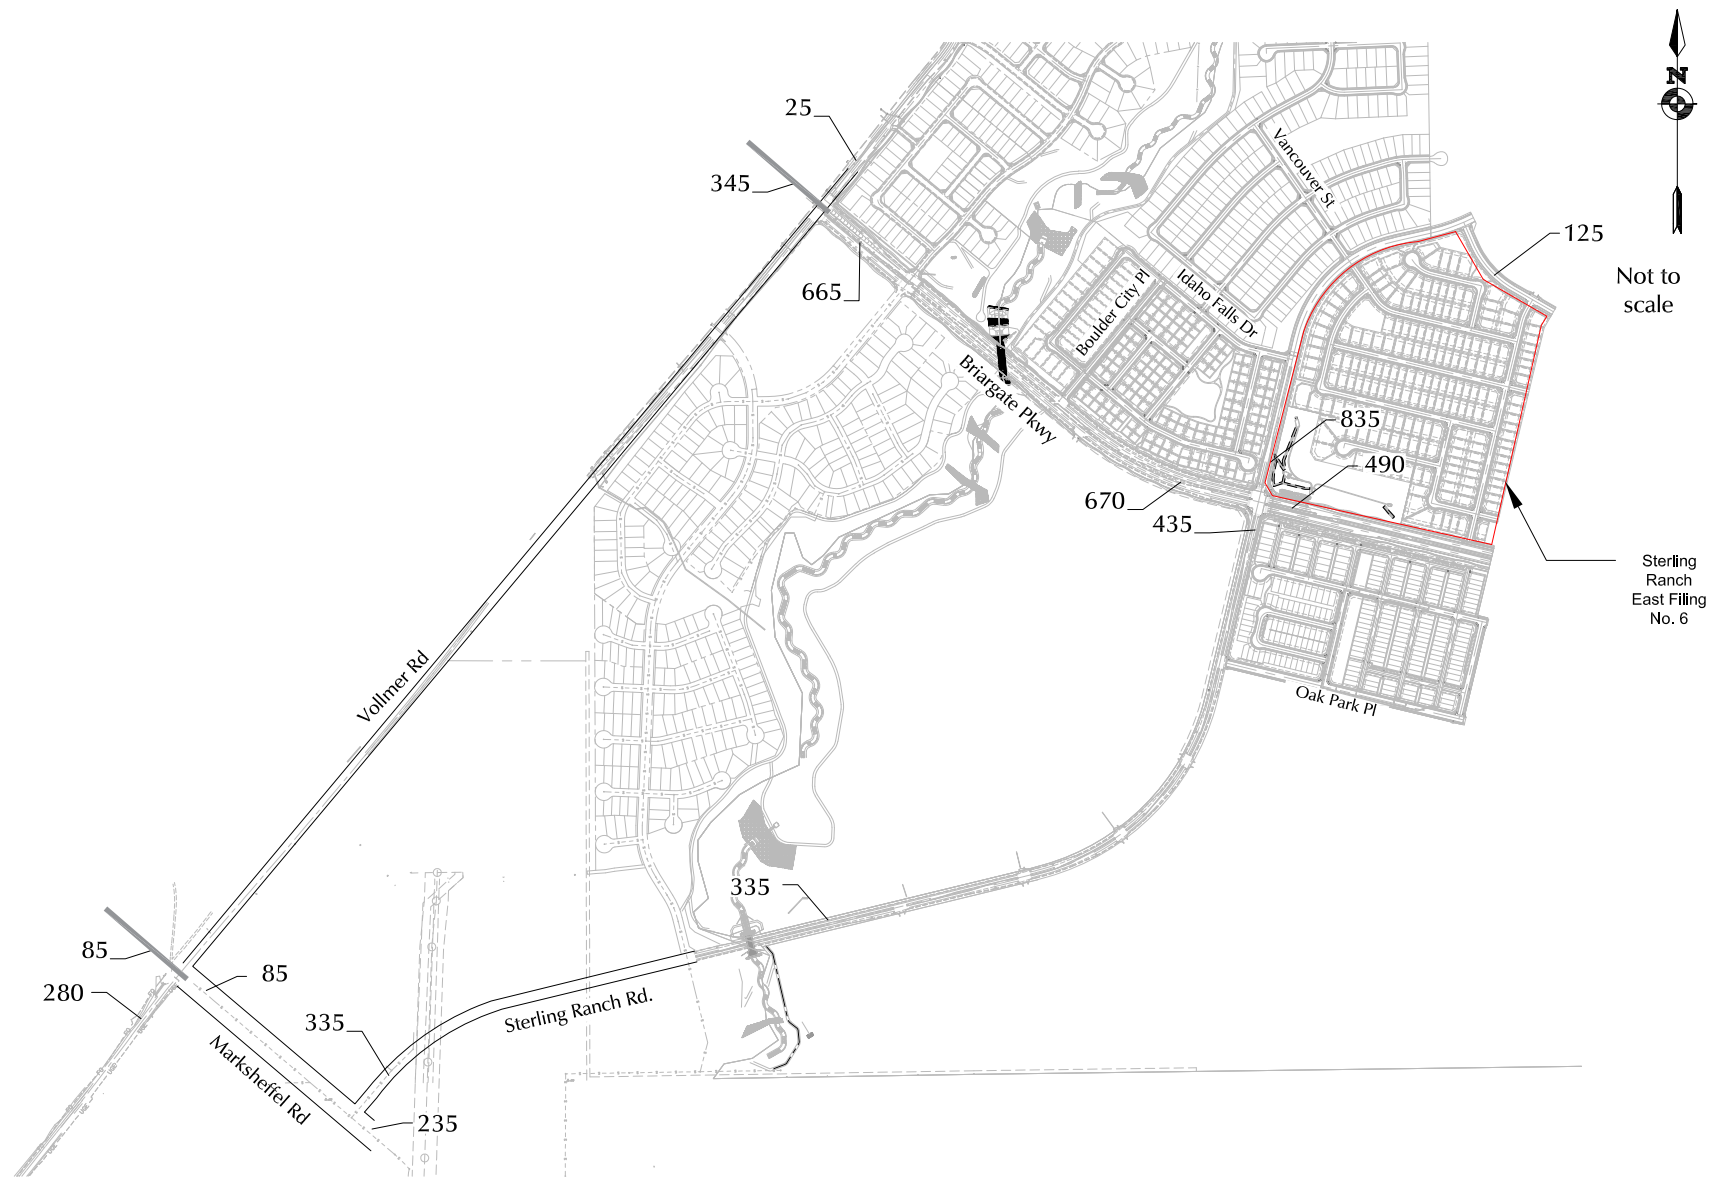 N
25
Vancouver St
345
125
Not to
scale
665
Idaho Falls Dr
Boulder City Pl
Briargate Pkwy
835
490
670
435
Sterling
Ranch
East Filing
No. 6
Vollmer Rd
Oak Park Pl
335
85
85
280
335
Sterling Ranch Rd.
Marksheffel Rd
235